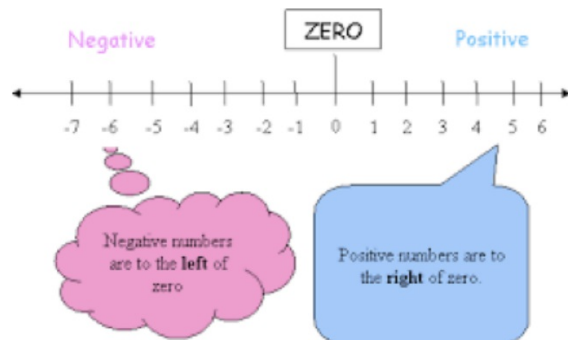 Negative
ZERO
Positive
-7 -6 -5 -4 -3 -2 -1 0 1 2 3 4 5 6
Negative numbers
are to the left of
zero
Positive numbers are to
the right of zero.